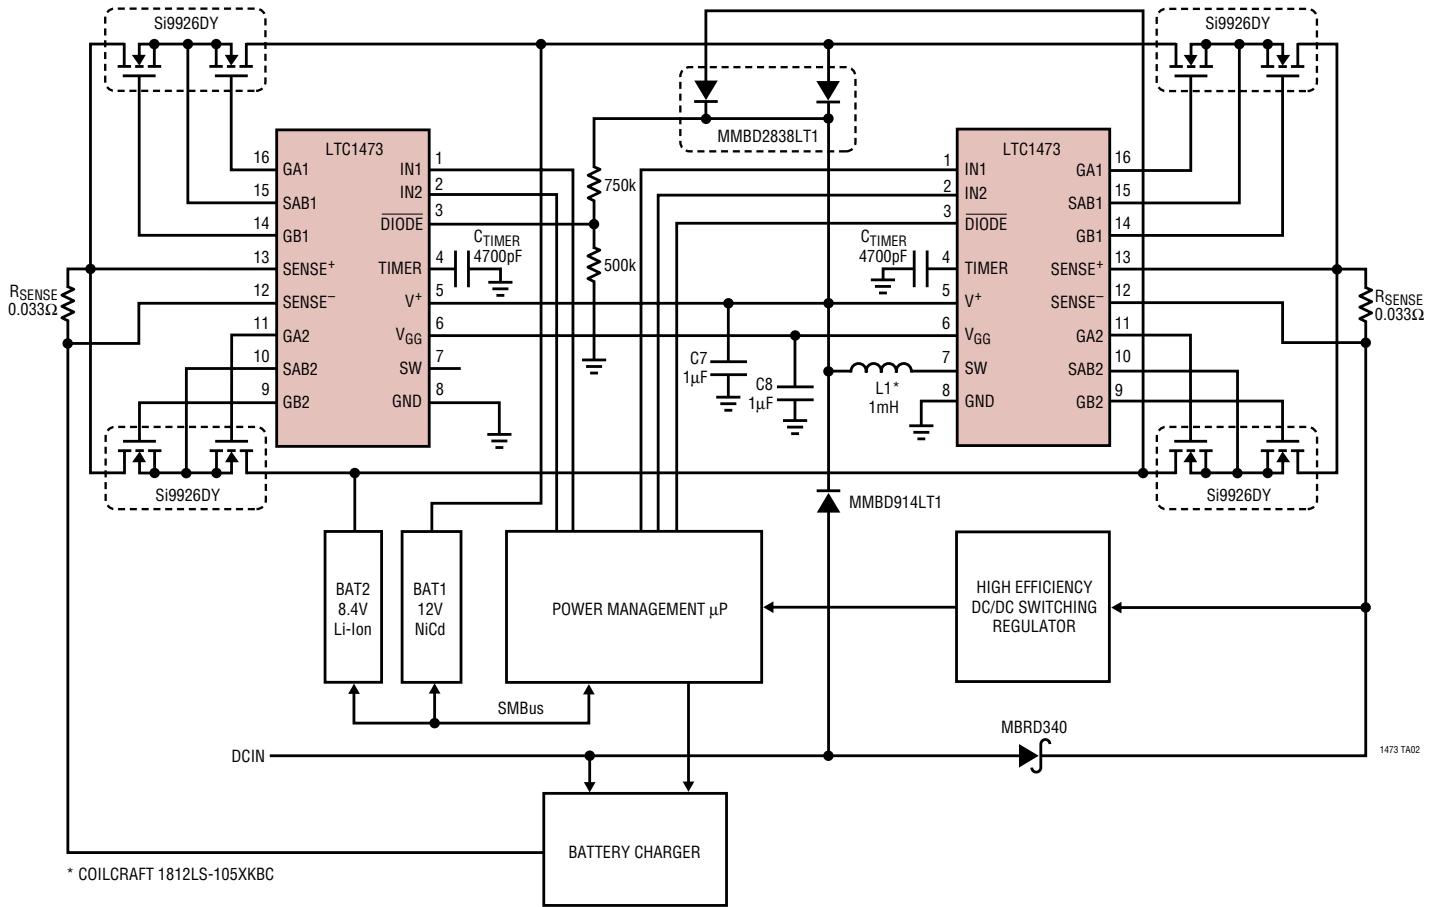 Si9926DY
Si9926DY
MMBD2838LT1
LTC1473
16 GA1
15 SAB1
14 GB1
13 SENSE+
12 SENSE–
11 GA2
10 SAB2
9 GB2
IN1 1
IN2 2
DIODE 3
TIMER 4
V+ 5
VGG 6
SW 7
GND 8
RSENSE
0.033Ω
CTIMER
4700pF
750k
500k
C7
1µF
C8
1µF
L1*
1mH
CTIMER
4700pF
LTC1473
1 IN1
2 IN2
3 DIODE
4 TIMER
5 V+
6 VGG
7 SW
8 GND
GA1 16
SAB1 15
GB1 14
SENSE+ 13
SENSE– 12
GA2 11
SAB2 10
GB2 9
RSENSE
0.033Ω
Si9926DY
Si9926DY
MMBD914LT1
BAT2
8.4V
Li-Ion
BAT1
12V
NiCd
POWER MANAGEMENT µP
HIGH EFFICIENCY
DC/DC SWITCHING
REGULATOR
SMBus
DCIN
MBRD340
1473 TA02
BATTERY CHARGER
* COILCRAFT 1812LS-105XKBC